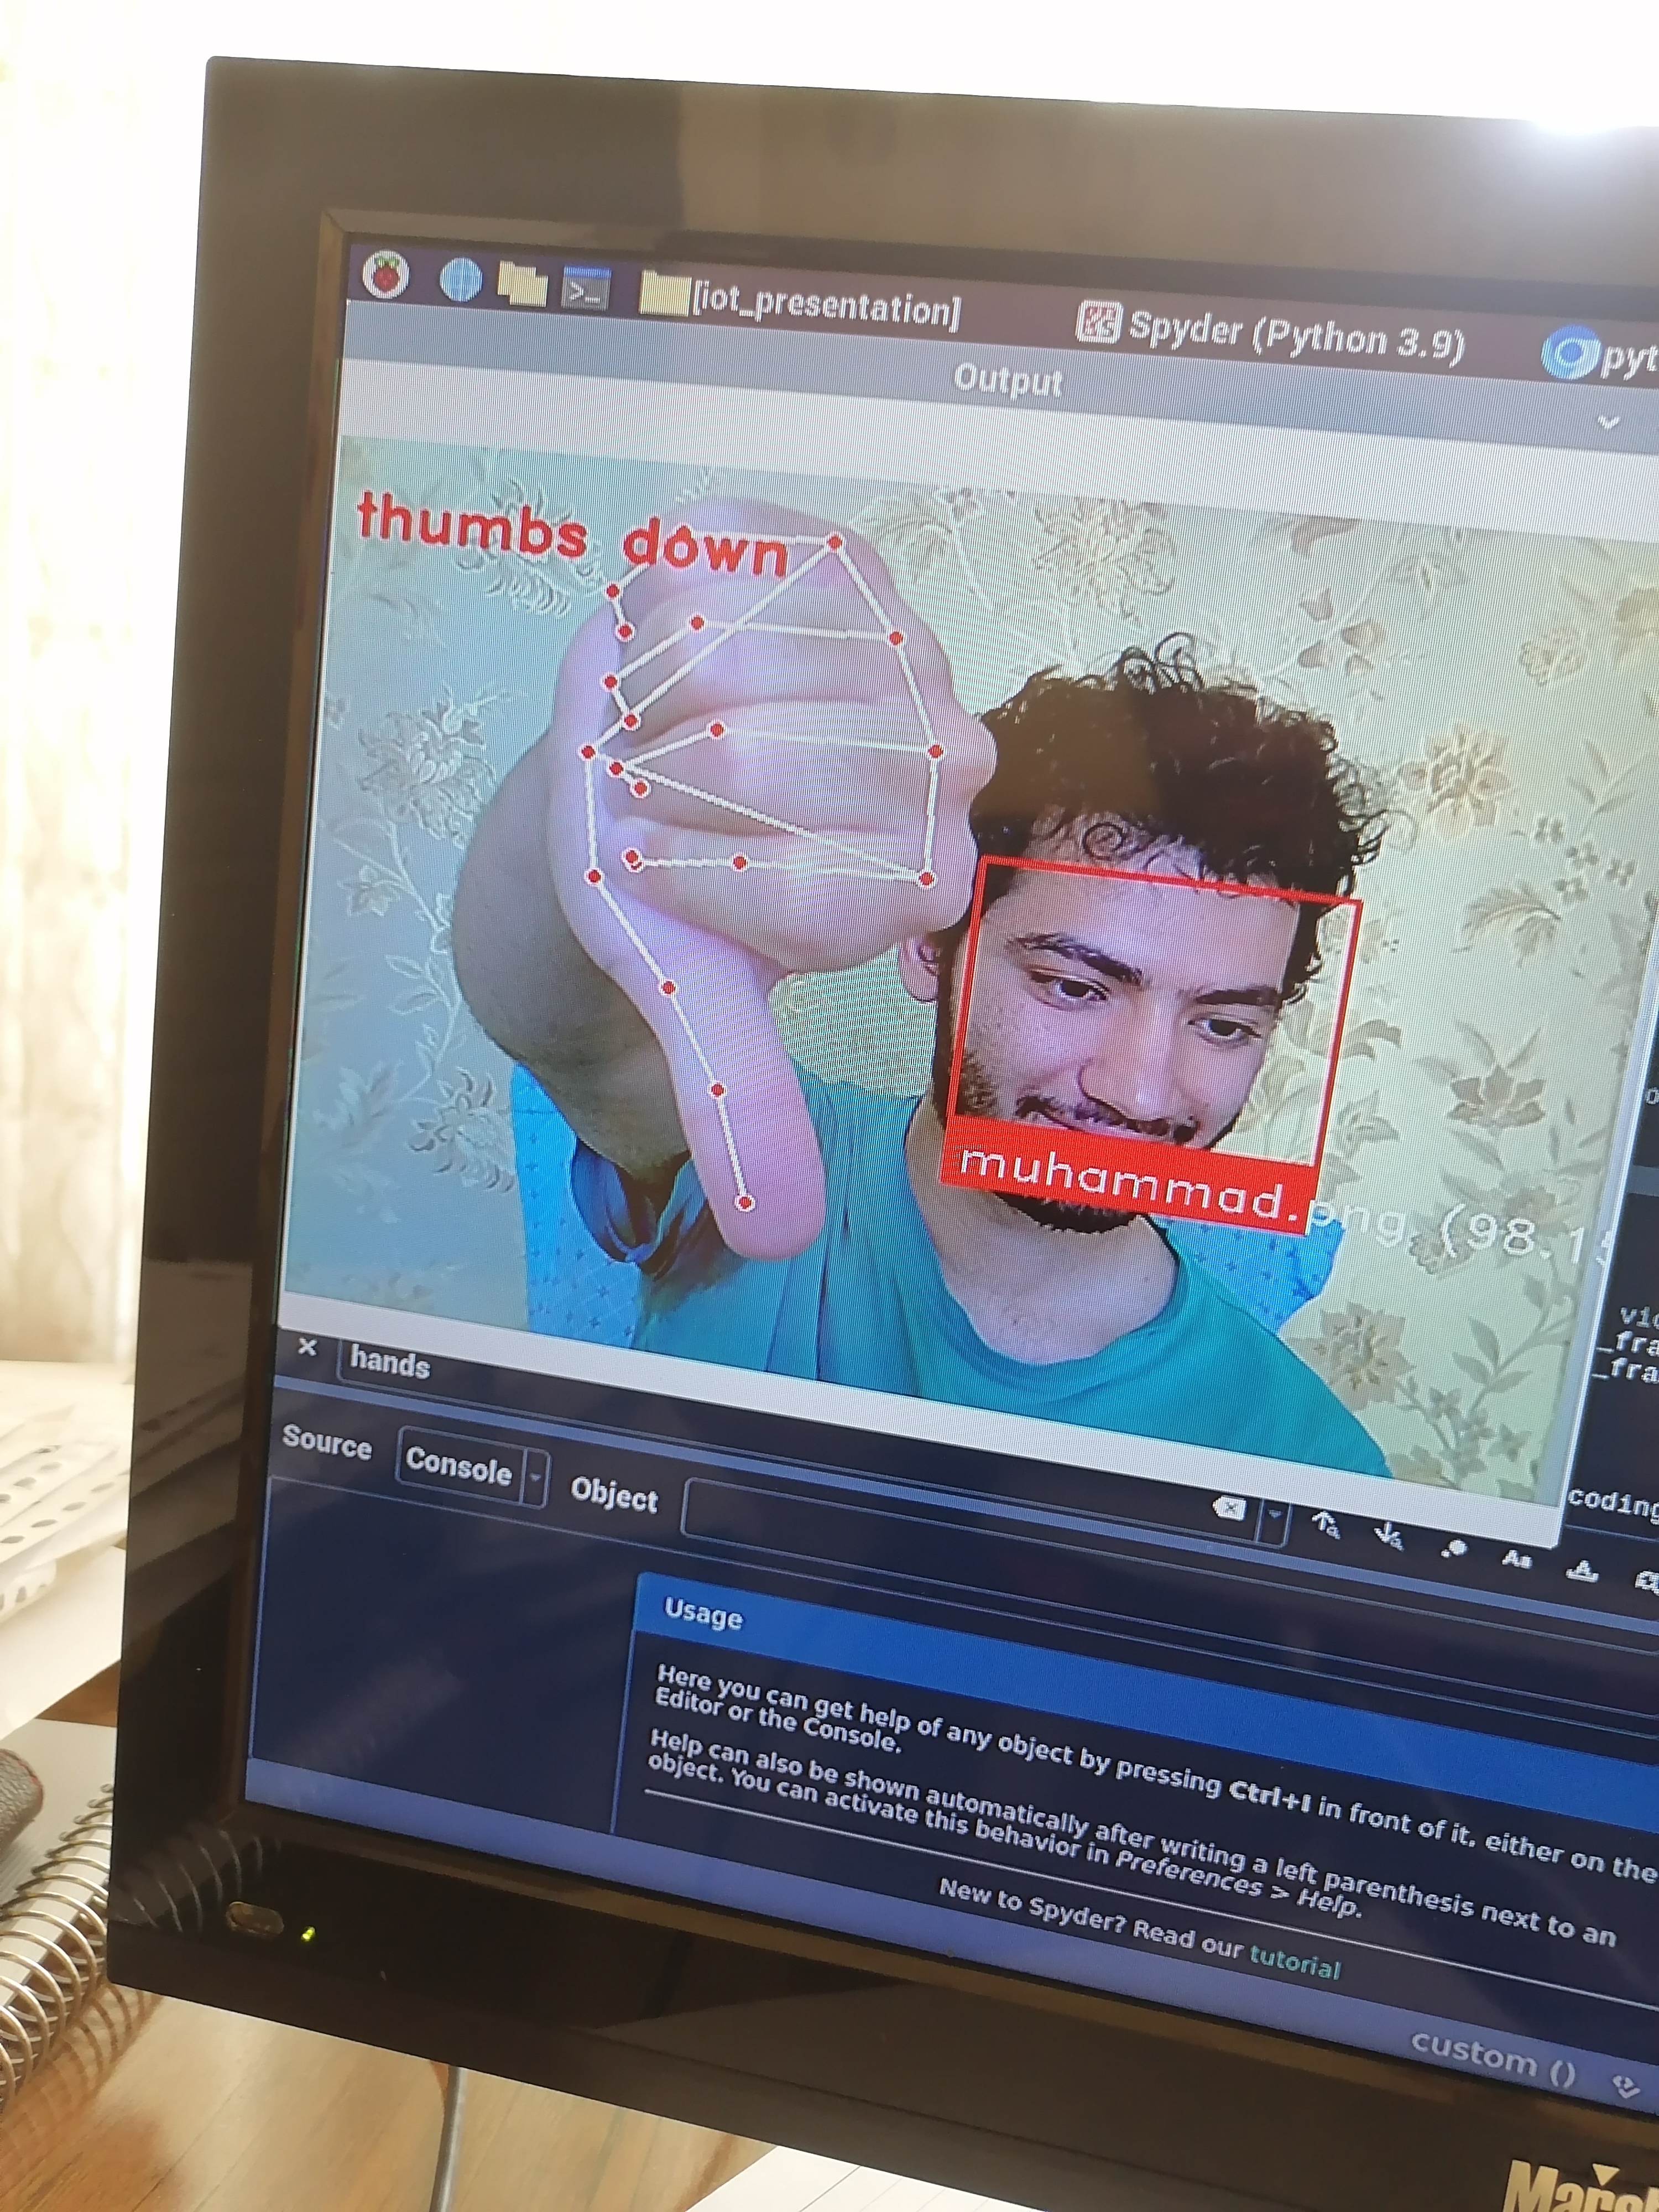 [iot_presentation] Spyder (Python 3.9) pyt
Output
thumbs down
muhammad.png (98.1
hands
Source Console Object
coding
Aa
Usage
Here you can get help of any object by pressing Ctrl+I in front of it, either on the
Editor or the Console.
Help can also be shown automatically after writing a left parenthesis next to an
object. You can activate this behavior in Preferences > Help.
New to Spyder? Read our tutorial
custom ()